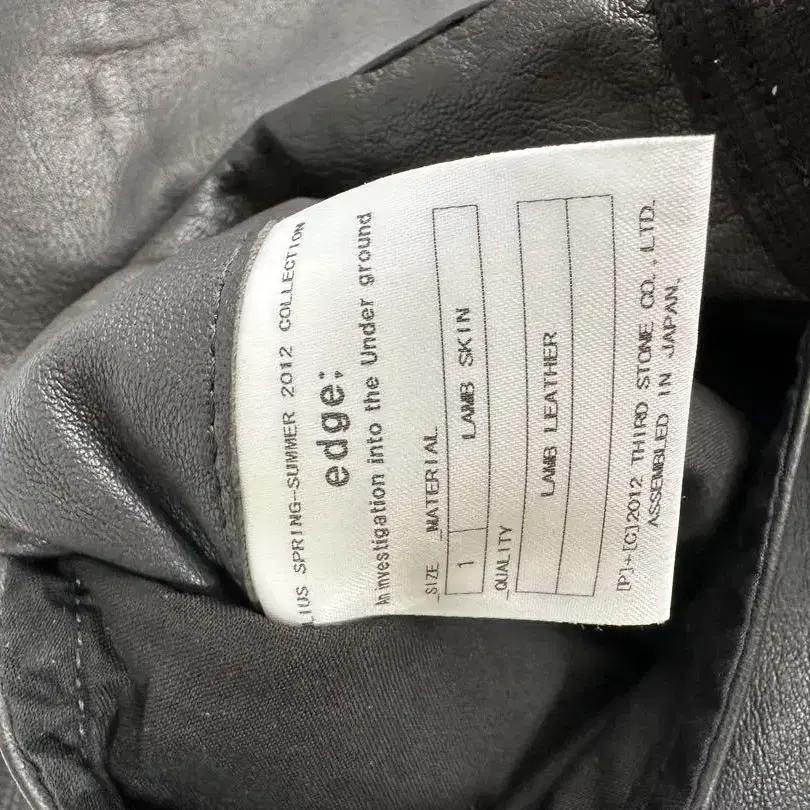 LIUS SPRING-SUMMER 2012 COLLECTION
edge;
An investigation into the Under ground
_SIZE _MATERIAL
1 LAMB SKIN
_QUALITY
LAMB LEATHER
[P]+[C]2012 THIRD STONE CO.,LTD.
ASSEMBLED IN JAPAN.